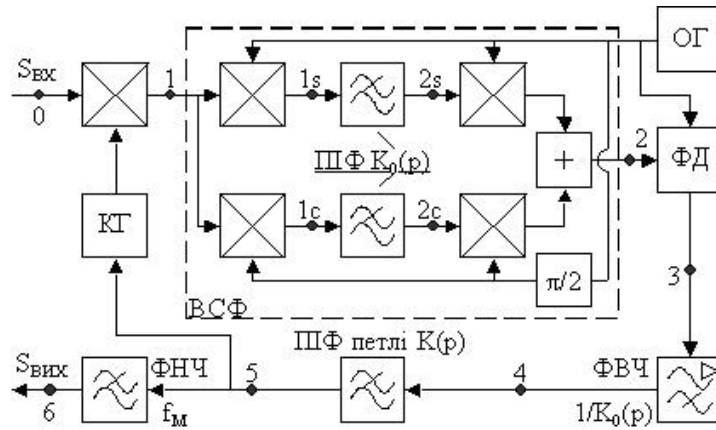 ОГ
Sвх
0
1
1s
2s
ПФ K₀(p)
+
2
ФД
КГ
1c
2c
π/2
3
ВСФ
ПФ петлі K(p)
Sвих
6
ФНЧ
fм
5
4
ФВЧ
1/K₀(p)